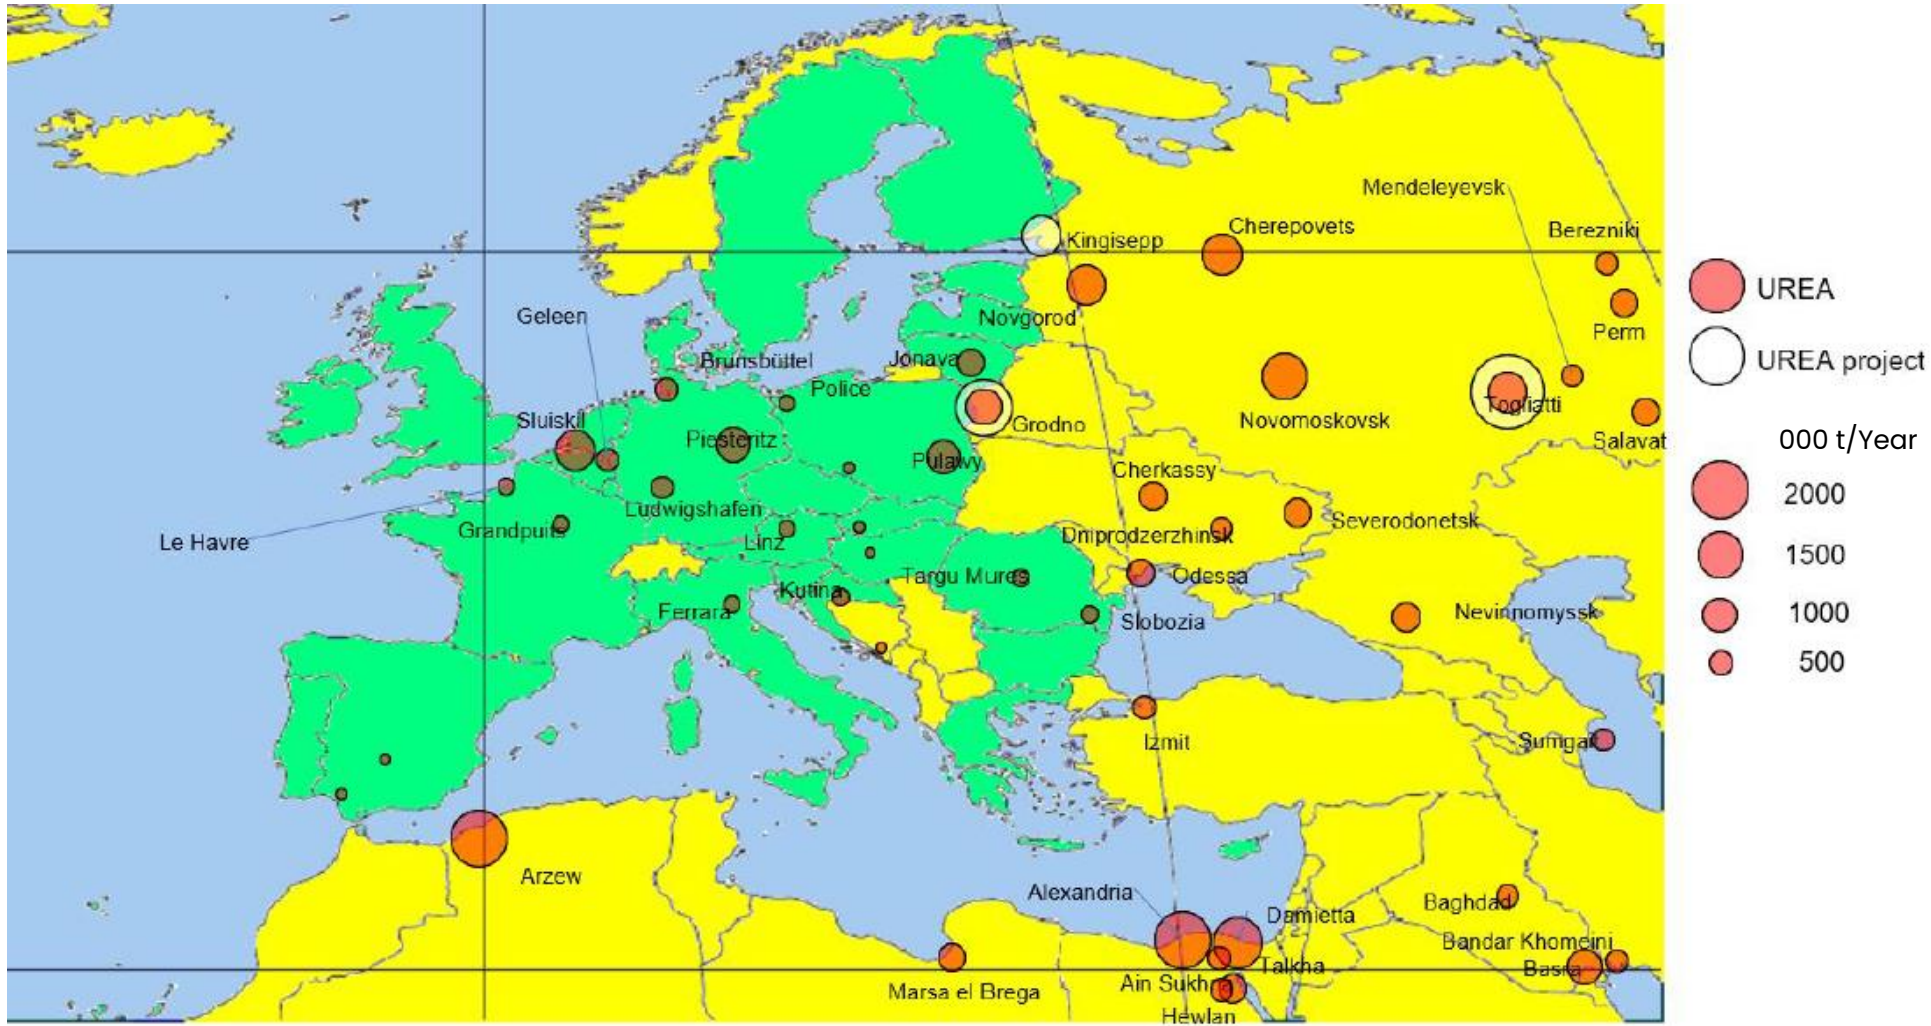 Mendeleyevsk
Cherepovets
Berezniki
Kingisepp
UREA
Geleen
Novgorod
Perm
Brunsbüttel
Jonava
UREA project
Police
Togliatti
Sluiskil
Grodno
Novomoskovsk
Piesteritz
Salavat
000 t/Year
Pulawy
Cherkassy
2000
Ludwigshafen
Severodonetsk
Grandpuits
Dniprodzerzhinsk
Le Havre
Linz
1500
Targu Mures
Odessa
Kutina
Ferrara
Nevinnomyssk
1000
Slobozia
500
Izmit
Sumgait
Arzew
Alexandria
Baghdad
Damietta
Bandar Khomeini
Talkha
Basra
Ain Sukhna
Marsa el Brega
Hewlan